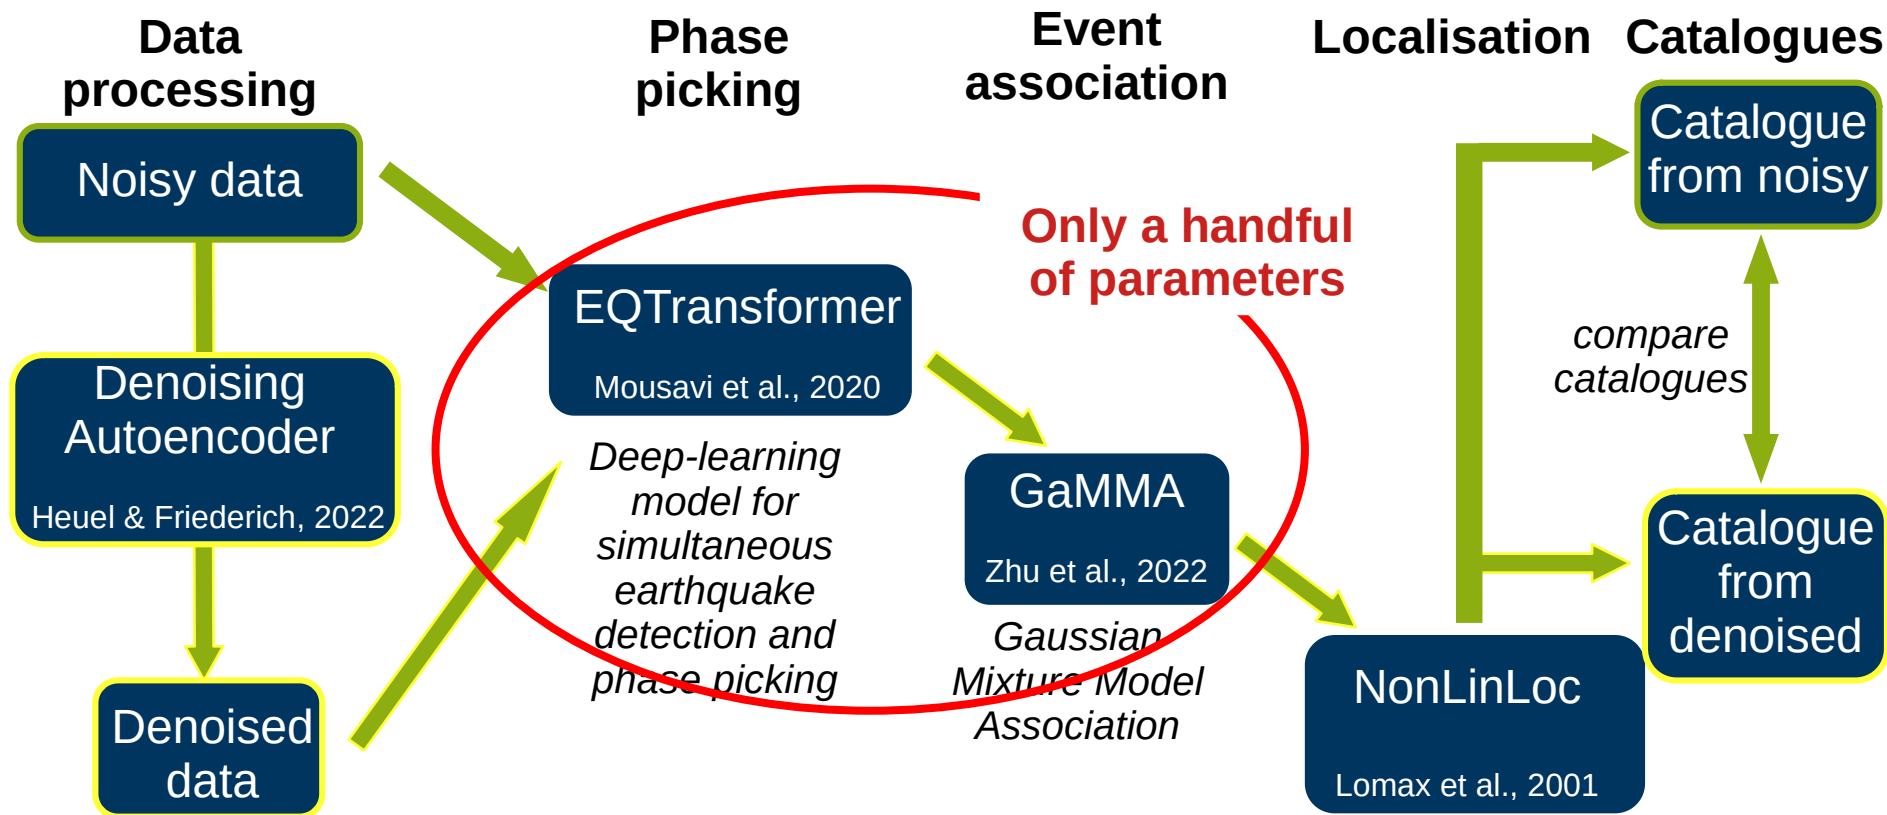 Data
processing
Phase
picking
Event
association
Localisation
Catalogues
Noisy data
Denoising
Autoencoder
Heuel & Friederich, 2022
Denoised
data
EQTransformer
Mousavi et al., 2020
Deep-learning
model for
simultaneous
earthquake
detection and
phase picking
Only a handful
of parameters
GaMMA
Zhu et al., 2022
Gaussian
Mixture Model
Association
NonLinLoc
Lomax et al., 2001
Catalogue
from noisy
compare
catalogues
Catalogue
from
denoised